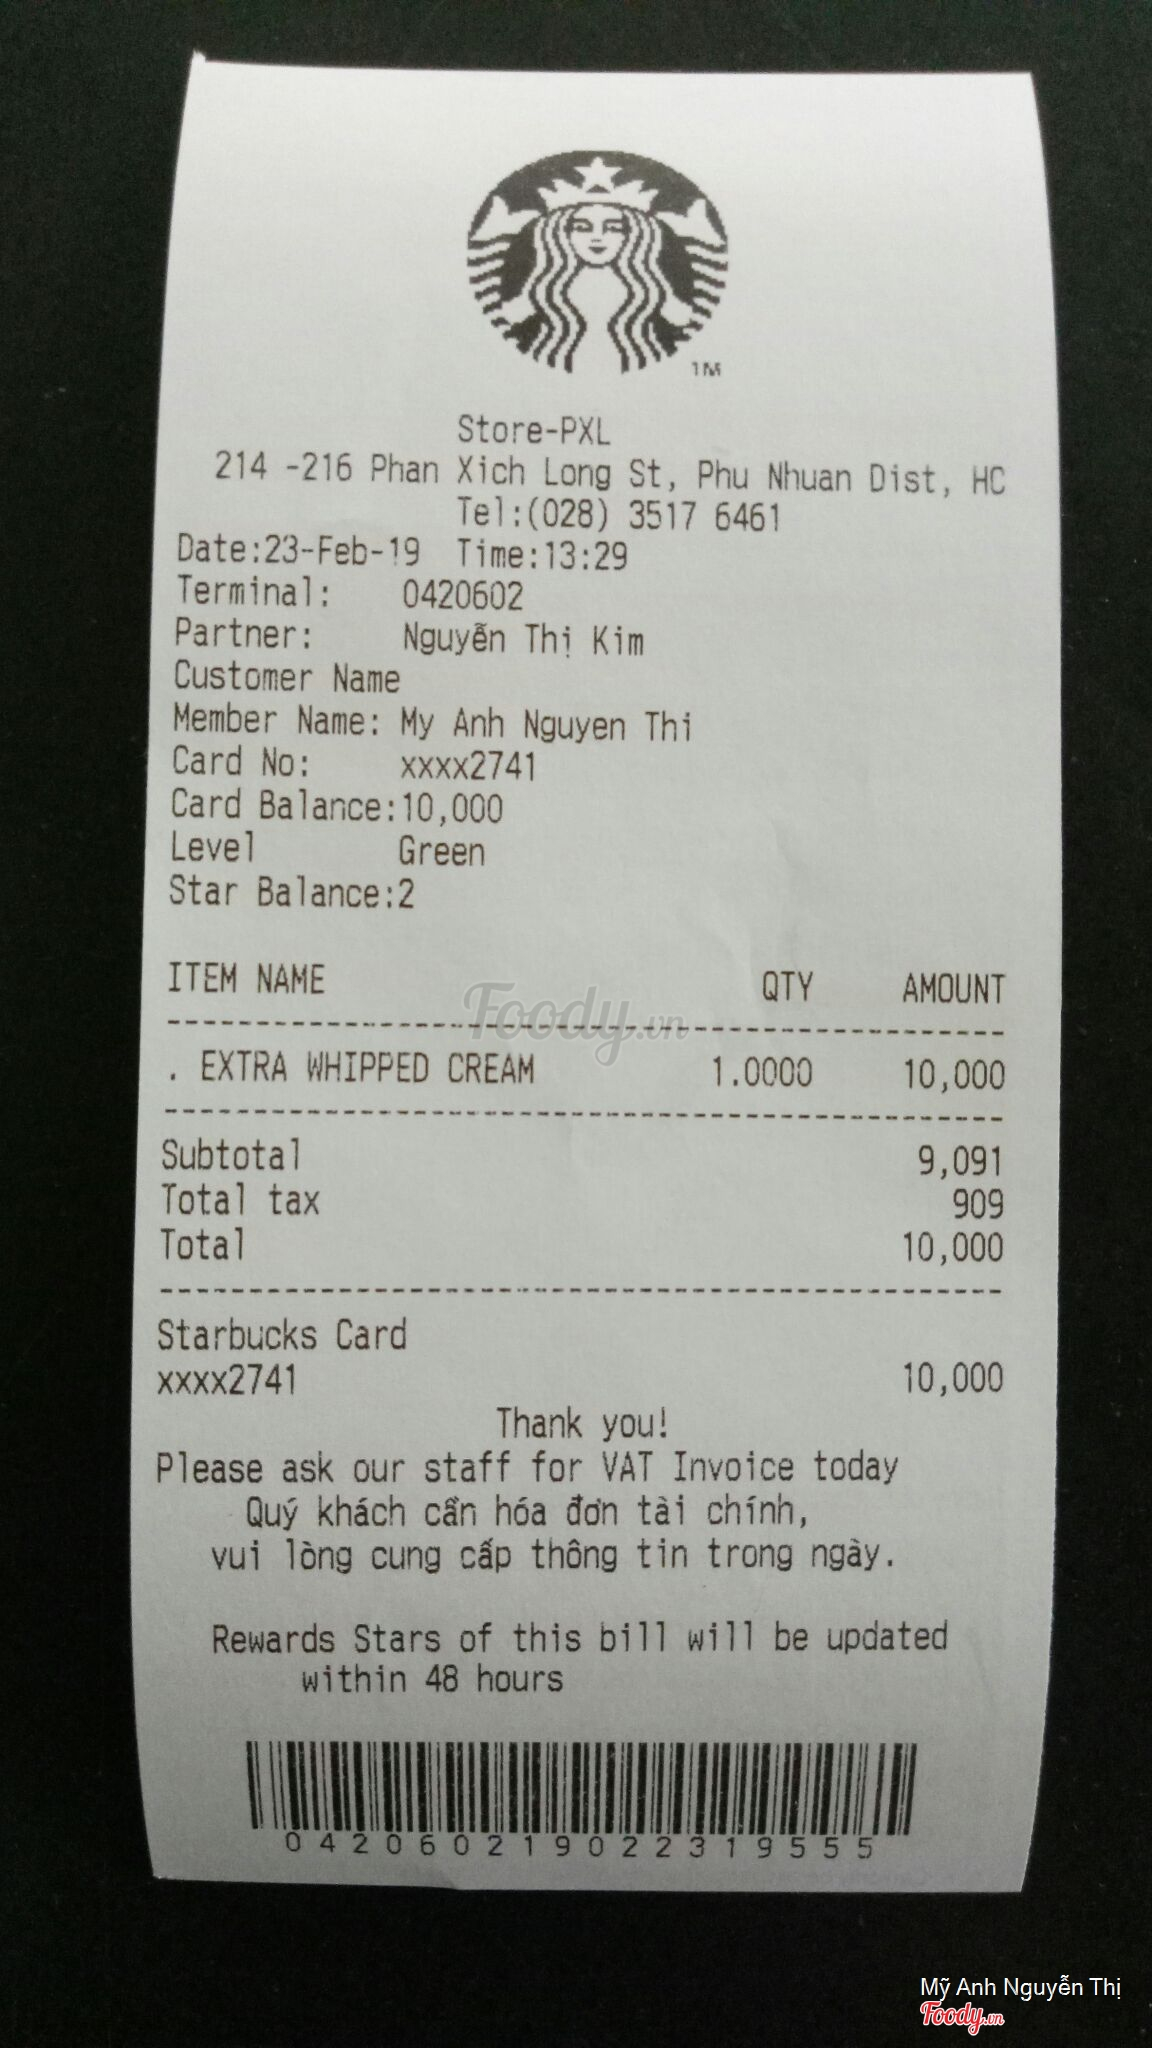 TM
Store-PXL
214 -216 Phan Xich Long St, Phu Nhuan Dist, HC
Tel:(028) 3517 6461
Date:23-Feb-19 Time:13:29
Terminal: 0420602
Partner: Nguyễn Thị Kim
Customer Name
Member Name: My Anh Nguyen Thi
Card No: xxxx2741
Card Balance:10,000
Level Green
Star Balance:2
ITEM NAME QTY AMOUNT
Foody.vn
. EXTRA WHIPPED CREAM 1.0000 10,000
Subtotal 9,091
Total tax 909
Total 10,000
Starbucks Card
xxxx2741 10,000
Thank you!
Please ask our staff for VAT Invoice today
Quý khách cần hóa đơn tài chính,
vui lòng cung cấp thông tin trong ngày.
Rewards Stars of this bill will be updated
within 48 hours
042060219022319555
Mỹ Anh Nguyễn Thị
Foody.vn